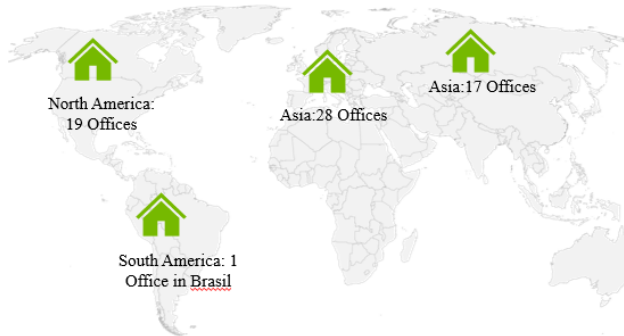 North America:
19 Offices
Asia:28 Offices
Asia:17 Offices
South America: 1
Office in Brasil